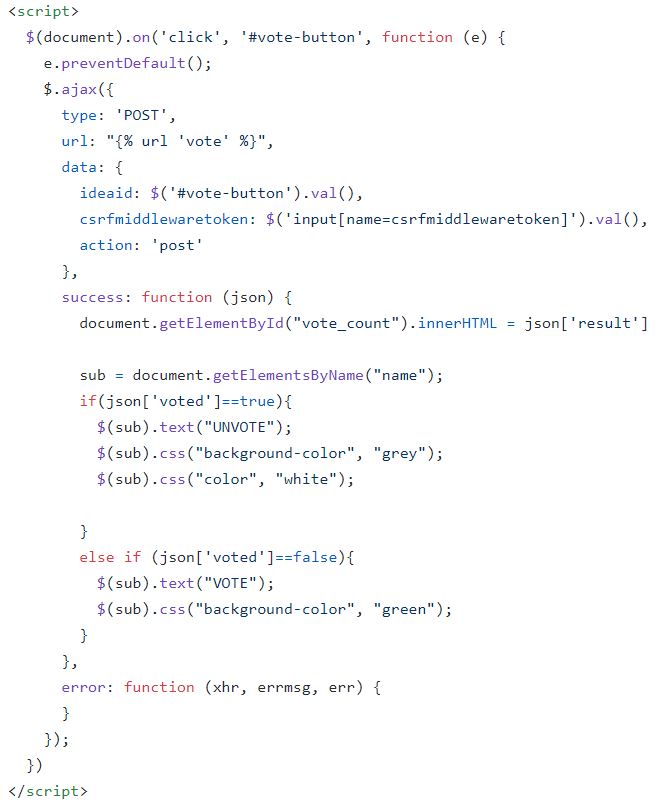 <script>
  $(document).on('click', '#vote-button', function (e) {
    e.preventDefault();
    $.ajax({
      type: 'POST',
      url: "{% url 'vote' %}",
      data: {
        ideaid: $('#vote-button').val(),
        csrfmiddlewaretoken: $('input[name=csrfmiddlewaretoken]').val(),
        action: 'post'
      },
      success: function (json) {
        document.getElementById("vote_count").innerHTML = json['result']

        sub = document.getElementsByName("name");
        if(json['voted']==true){
          $(sub).text("UNVOTE");
          $(sub).css("background-color", "grey");
          $(sub).css("color", "white");

        }
        else if (json['voted']==false){
          $(sub).text("VOTE");
          $(sub).css("background-color", "green");
        }
      },
      error: function (xhr, errmsg, err) {
      }
    });
  })
</script>